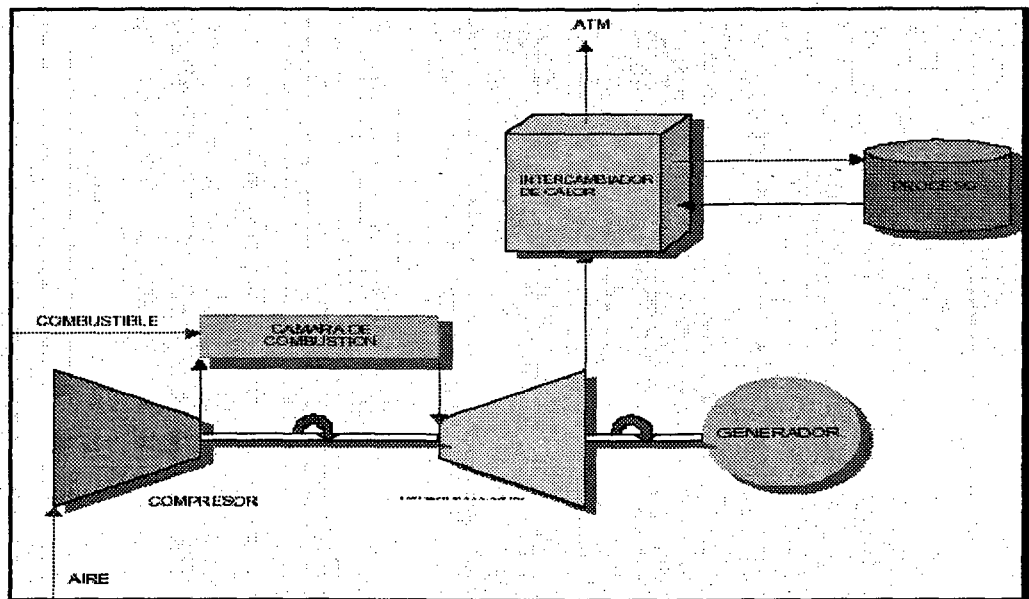 ATM
INTERCAMBIADOR
DE CALOR
PROCESO
COMBUSTIBLE
CAMARA DE
COMBUSTION
GENERADOR
COMPRESOR
AIRE